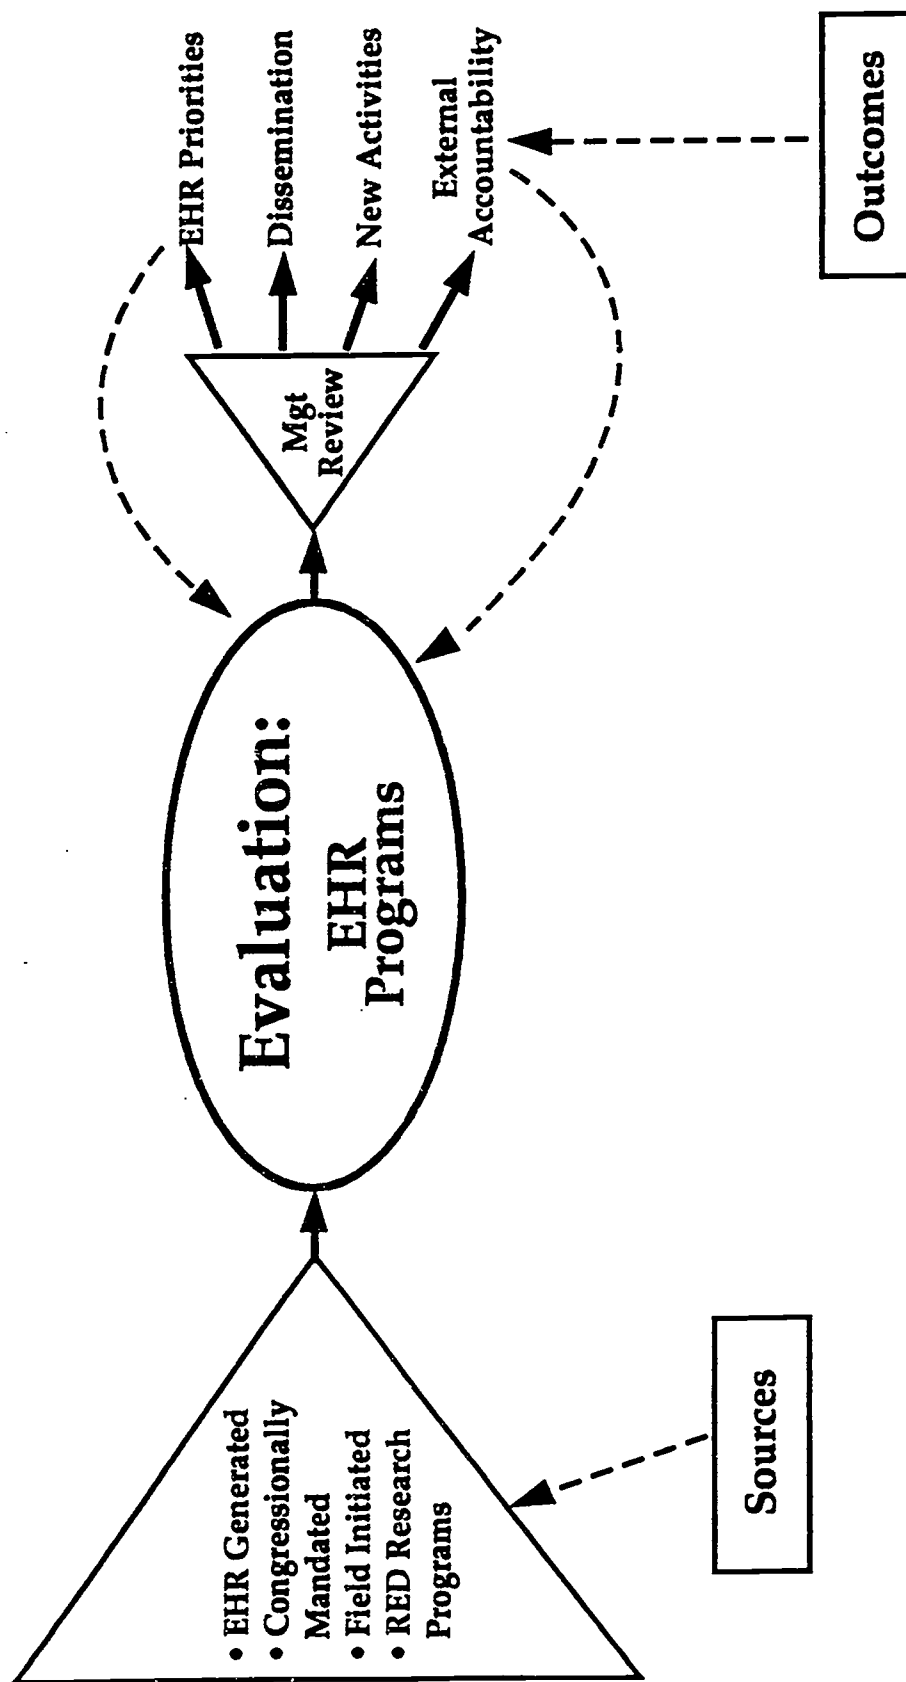 • EHR Generated
• Congressionally
Mandated
• Field Initiated
• RED Research
Programs
Sources
Evaluation:
EHR
Programs
Mgt
Review
EHR Priorities
Dissemination
New Activities
External
Accountability
Outcomes